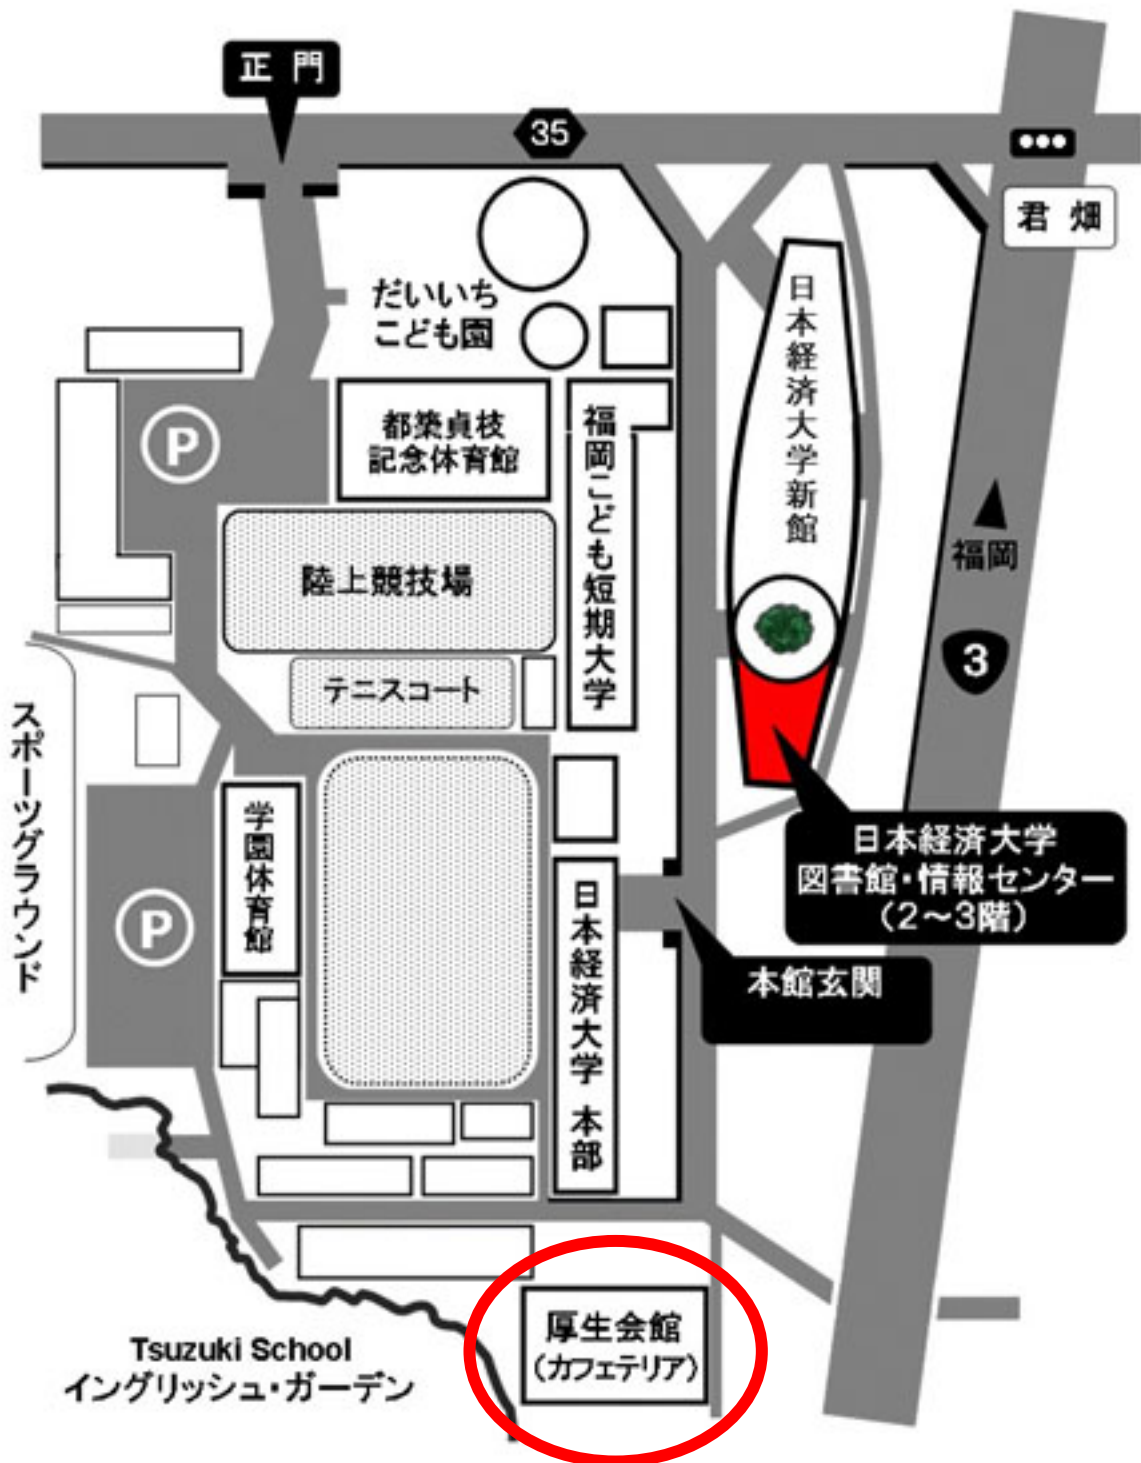 正 門
35
君 畑
だいいち
こども園
日本経済大学新館
都築貞枝
記念体育館
福岡こども短期大学
P
陸上競技場
福岡
3
テニスコート
スポーツグラウンド
学園体育館
日本経済大学
図書館・情報センター
(2～3階)
P
日本経済大学 本部
本館玄関
厚生会館
(カフェテリア)
Tsuzuki School
イングリッシュ・ガーデン